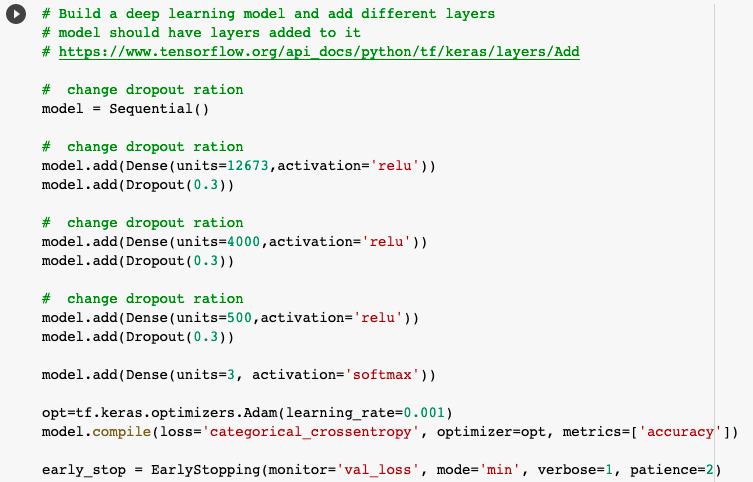 # Build a deep learning model and add different layers
# model should have layers added to it
# https://www.tensorflow.org/api_docs/python/tf/keras/layers/Add
#  change dropout ration
model = Sequential()
#  change dropout ration
model.add(Dense(units=12673,activation='relu'))
model.add(Dropout(0.3))
#  change dropout ration
model.add(Dense(units=4000,activation='relu'))
model.add(Dropout(0.3))
#  change dropout ration
model.add(Dense(units=500,activation='relu'))
model.add(Dropout(0.3))
model.add(Dense(units=3, activation='softmax'))
opt=tf.keras.optimizers.Adam(learning_rate=0.001)
model.compile(loss='categorical_crossentropy', optimizer=opt, metrics=['accuracy'])
early_stop = EarlyStopping(monitor='val_loss', mode='min', verbose=1, patience=2)